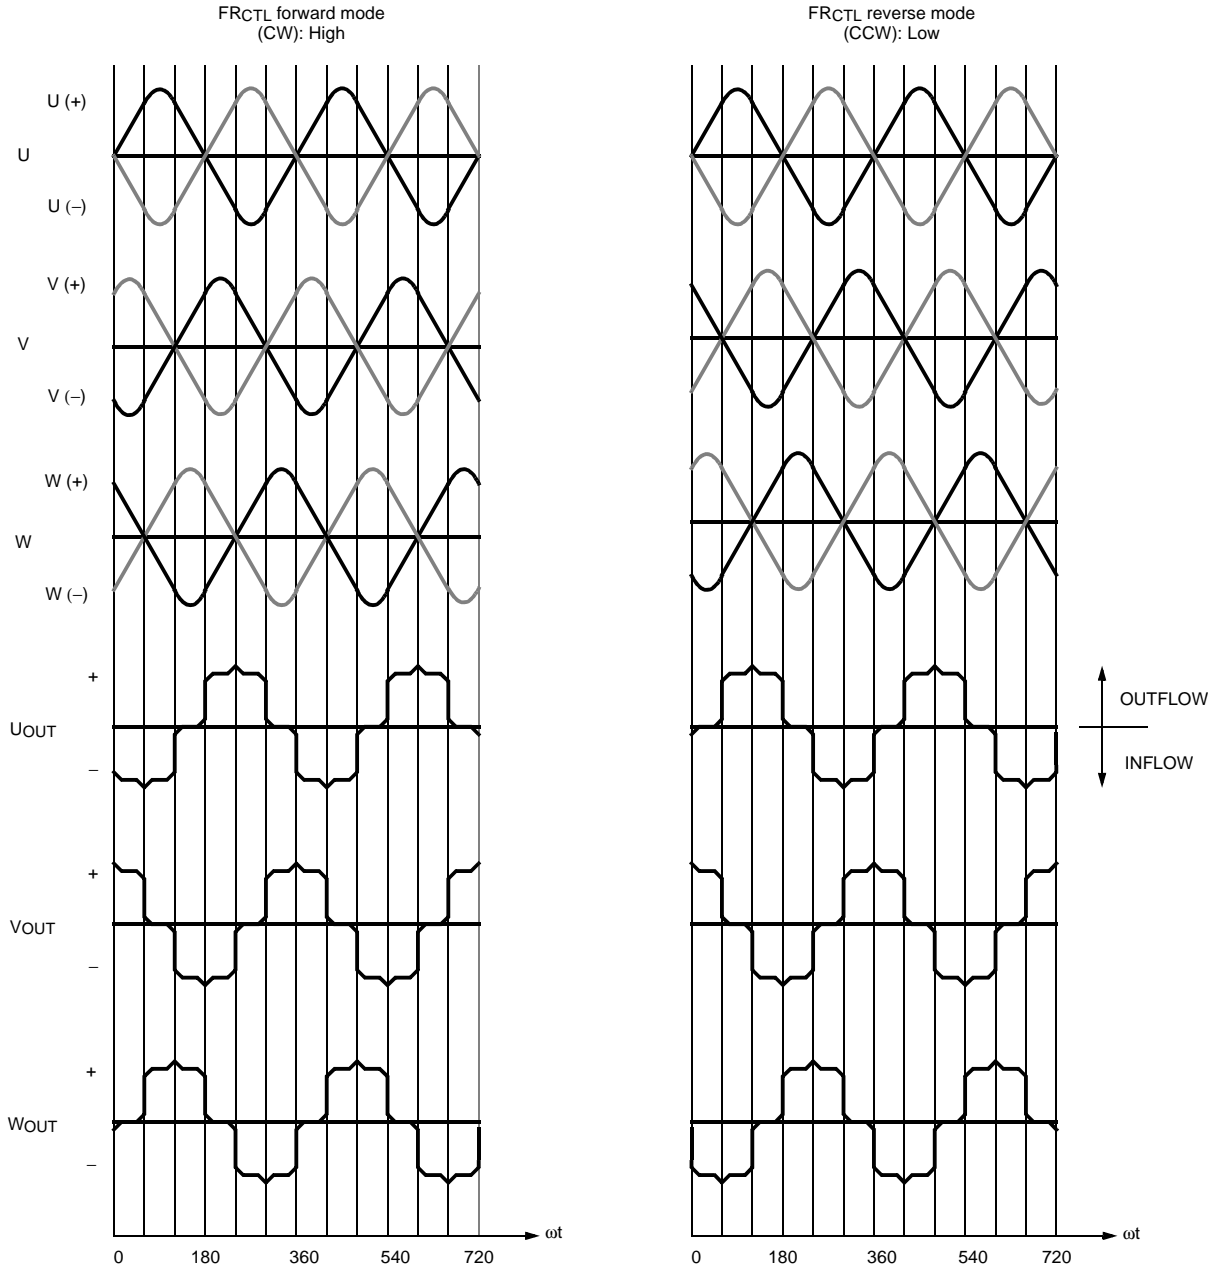 FRCTL forward mode
(CW): High
FRCTL reverse mode
(CCW): Low
U (+)
U
U (−)
V (+)
V
V (−)
W (+)
W
W (−)
+
UOUT
−
OUTFLOW
INFLOW
+
VOUT
−
+
WOUT
−
0 180 360 540 720 ωt
0 180 360 540 720 ωt